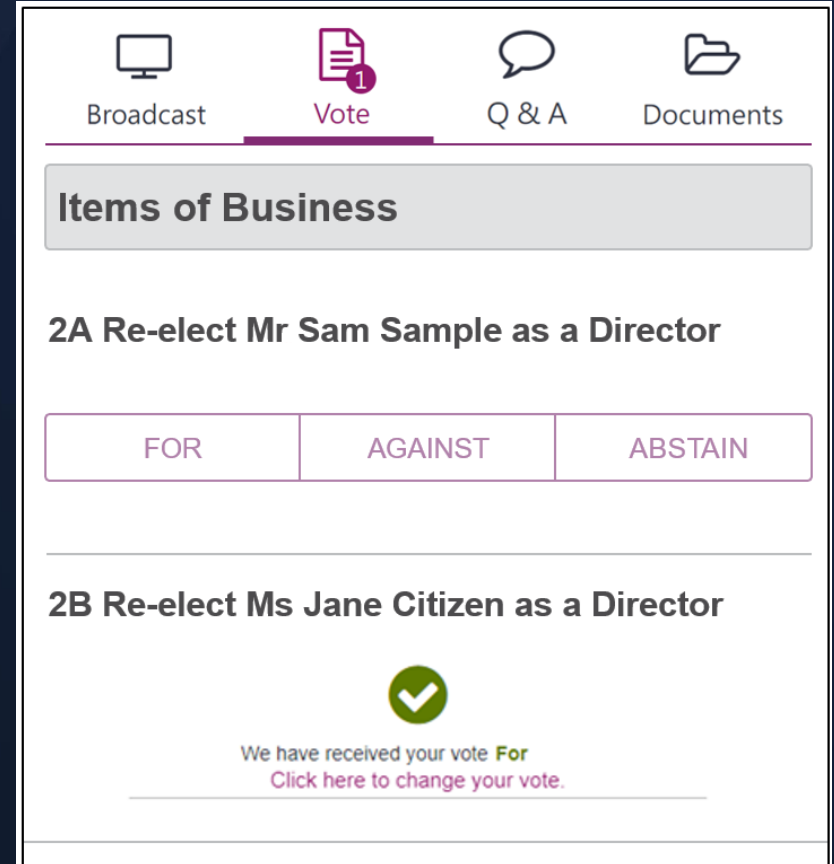 1
Broadcast Vote Q & A Documents
Items of Business
2A Re-elect Mr Sam Sample as a Director
FOR AGAINST ABSTAIN
2B Re-elect Ms Jane Citizen as a Director
We have received your vote For
Click here to change your vote.